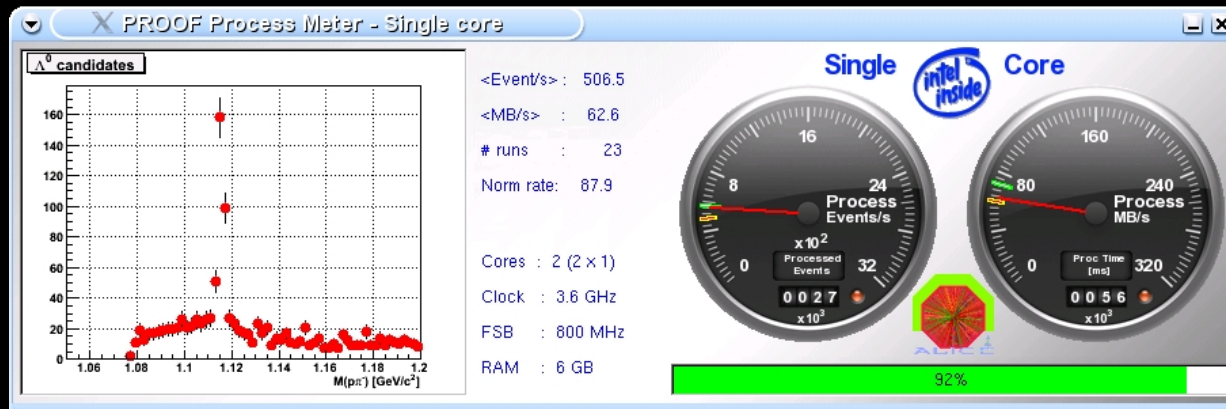 PROOF Process Meter - Single core
Λ⁰ candidates
160
140
120
100
80
60
40
20
0
1.06 1.08 1.1 1.12 1.14 1.16 1.18 1.2
M(pπ⁻) [GeV/c²]
<Event/s> : 506.5
<MB/s> : 62.6
# runs : 23
Norm rate: 87.9
Cores : 2 (2 x 1)
Clock : 3.6 GHz
FSB : 800 MHz
RAM : 6 GB
Single intel inside Core
16
8 24
Process
Events/s
x10²
0 32
Processed
Events
0027
x10³
160
80 240
Process
MB/s
0 320
Proc Time
[ms]
0056
x10³
ALICE
92%